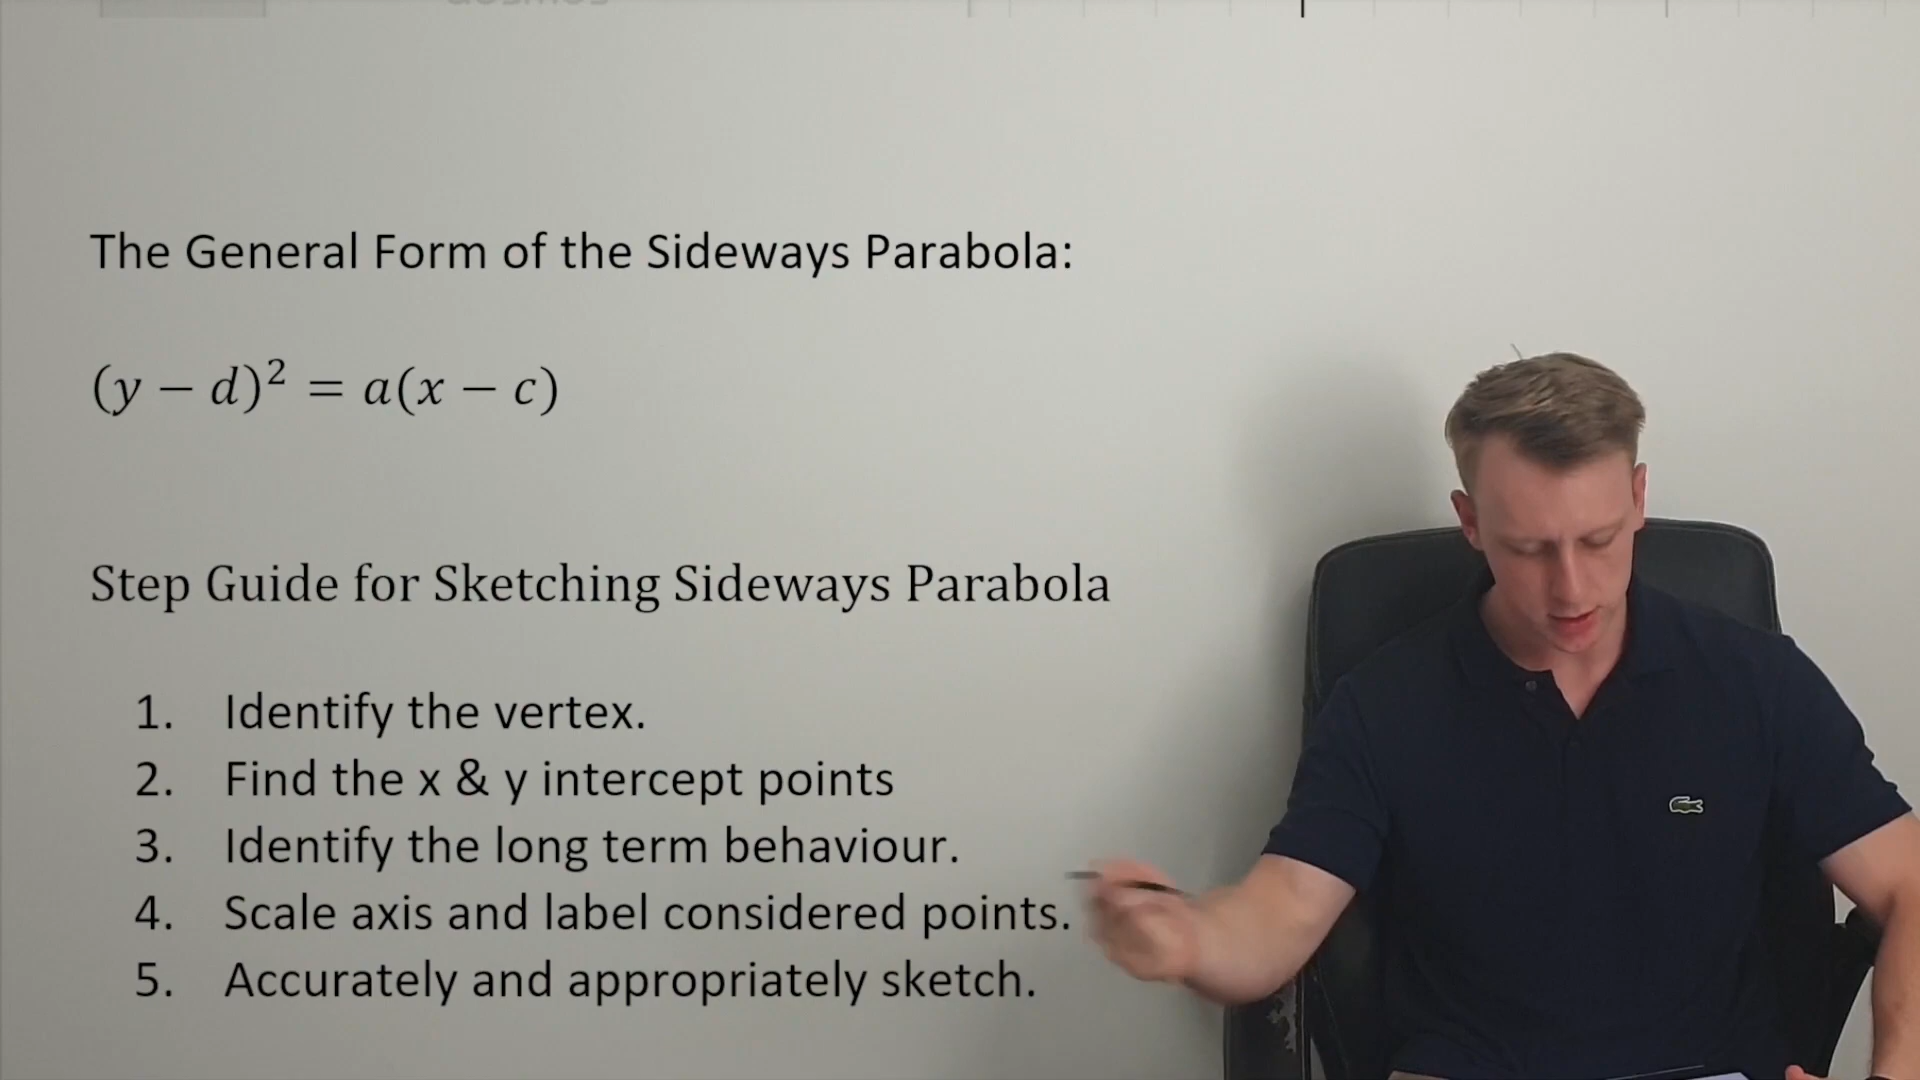 The General Form of the Sideways Parabola:
(y − d)² = a(x − c)
Step Guide for Sketching Sideways Parabola
1. Identify the vertex.
2. Find the x & y intercept points
3. Identify the long term behaviour.
4. Scale axis and label considered points.
5. Accurately and appropriately sketch.